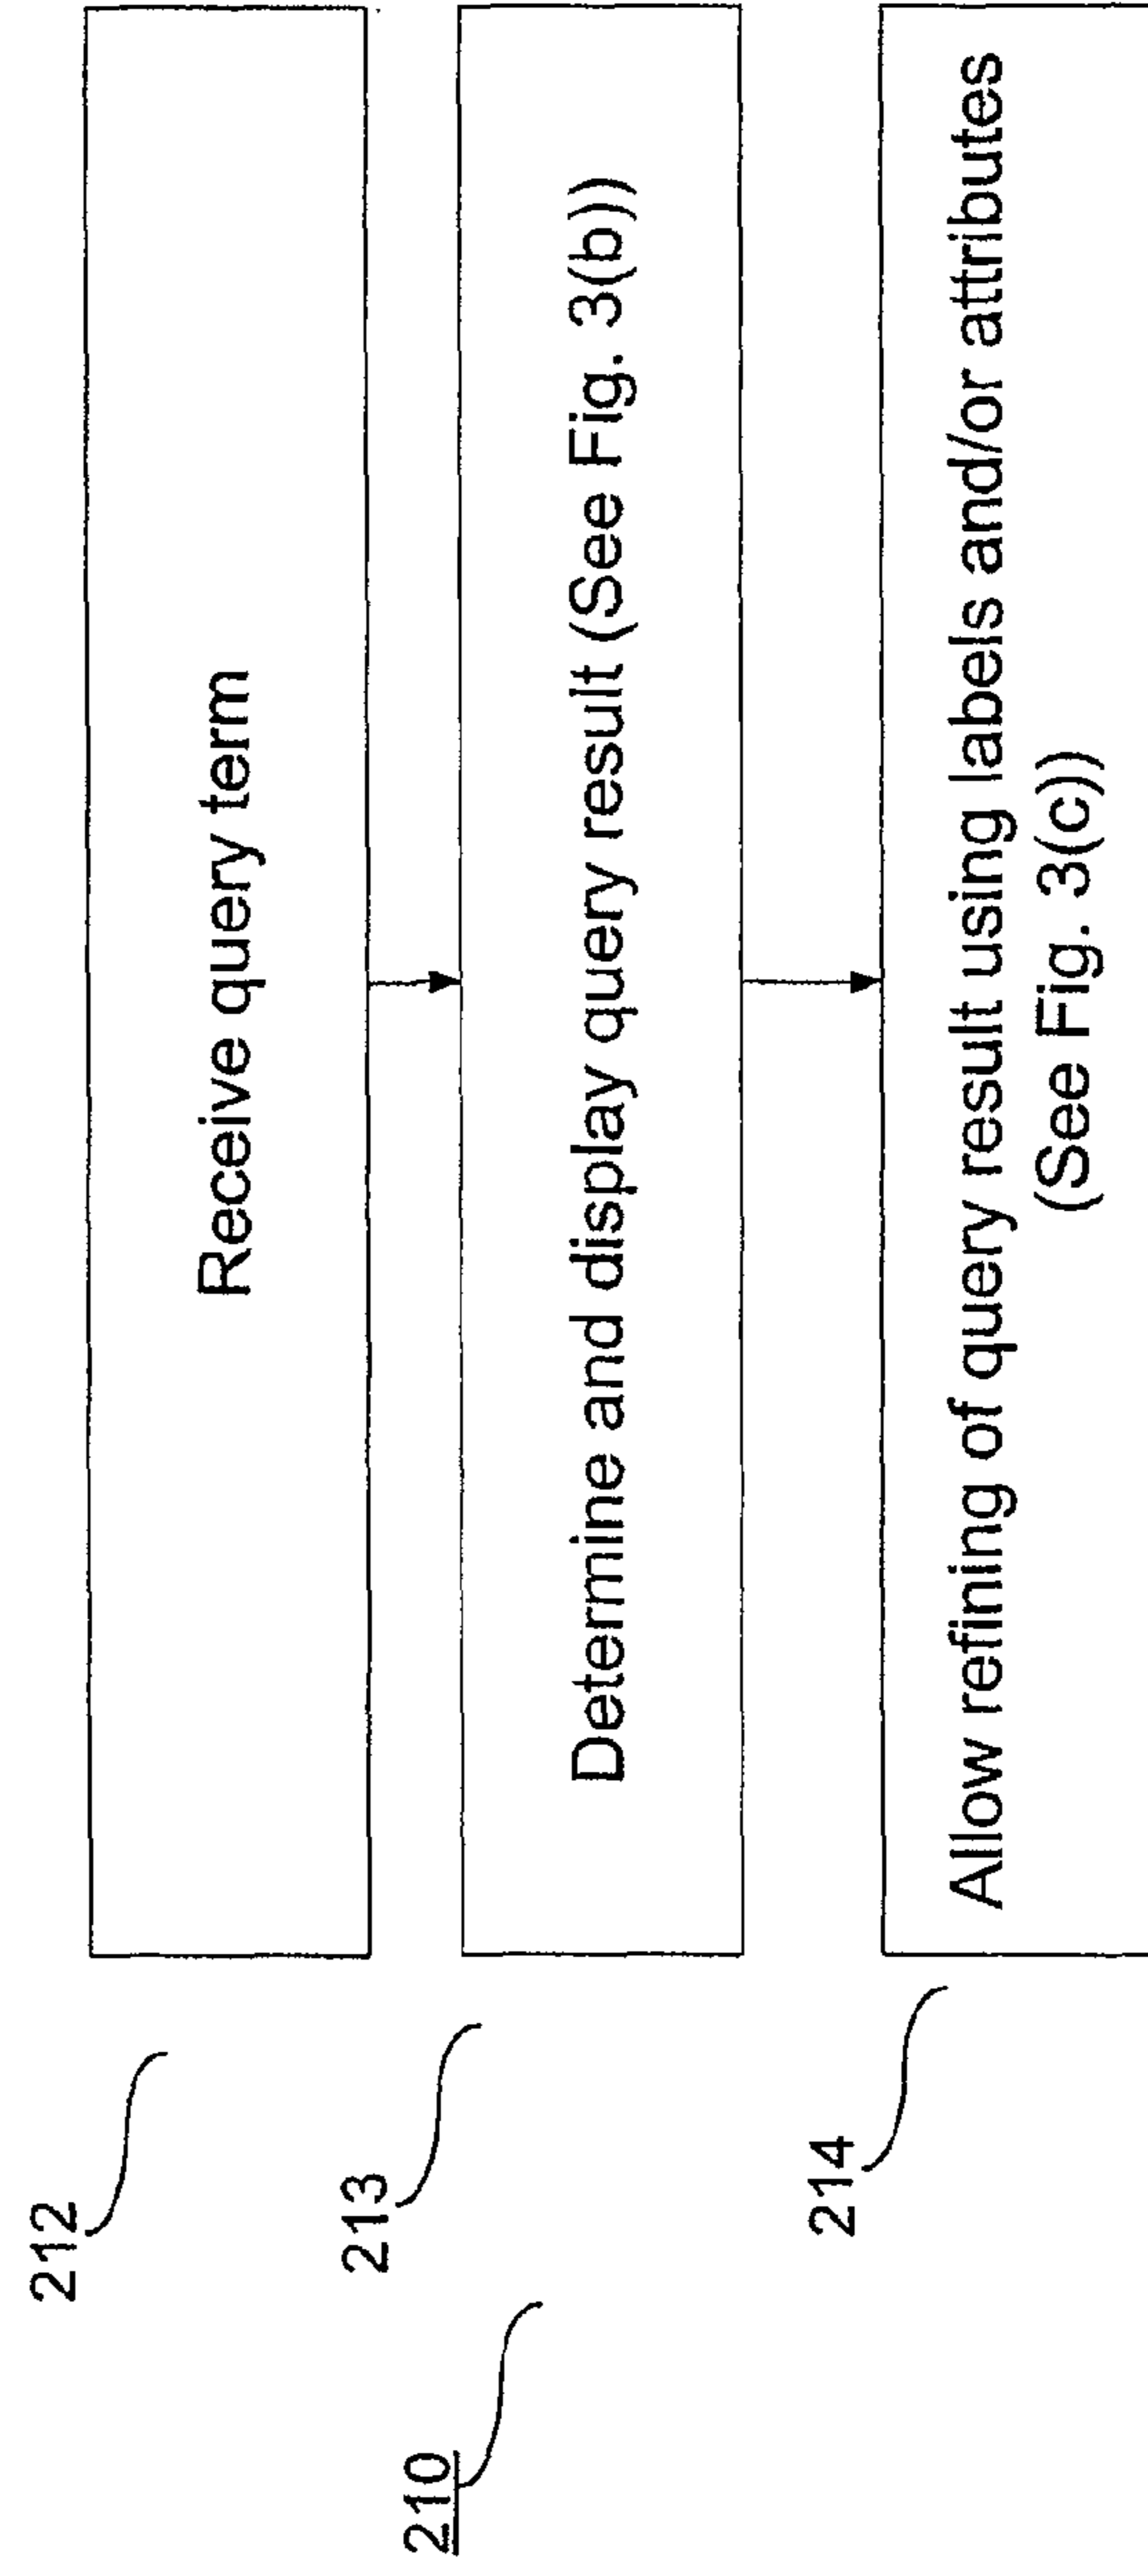 212
Receive query term
213
Determine and display query result (See Fig. 3(b))
210
214
Allow refining of query result using labels and/or attributes
(See Fig. 3(c))